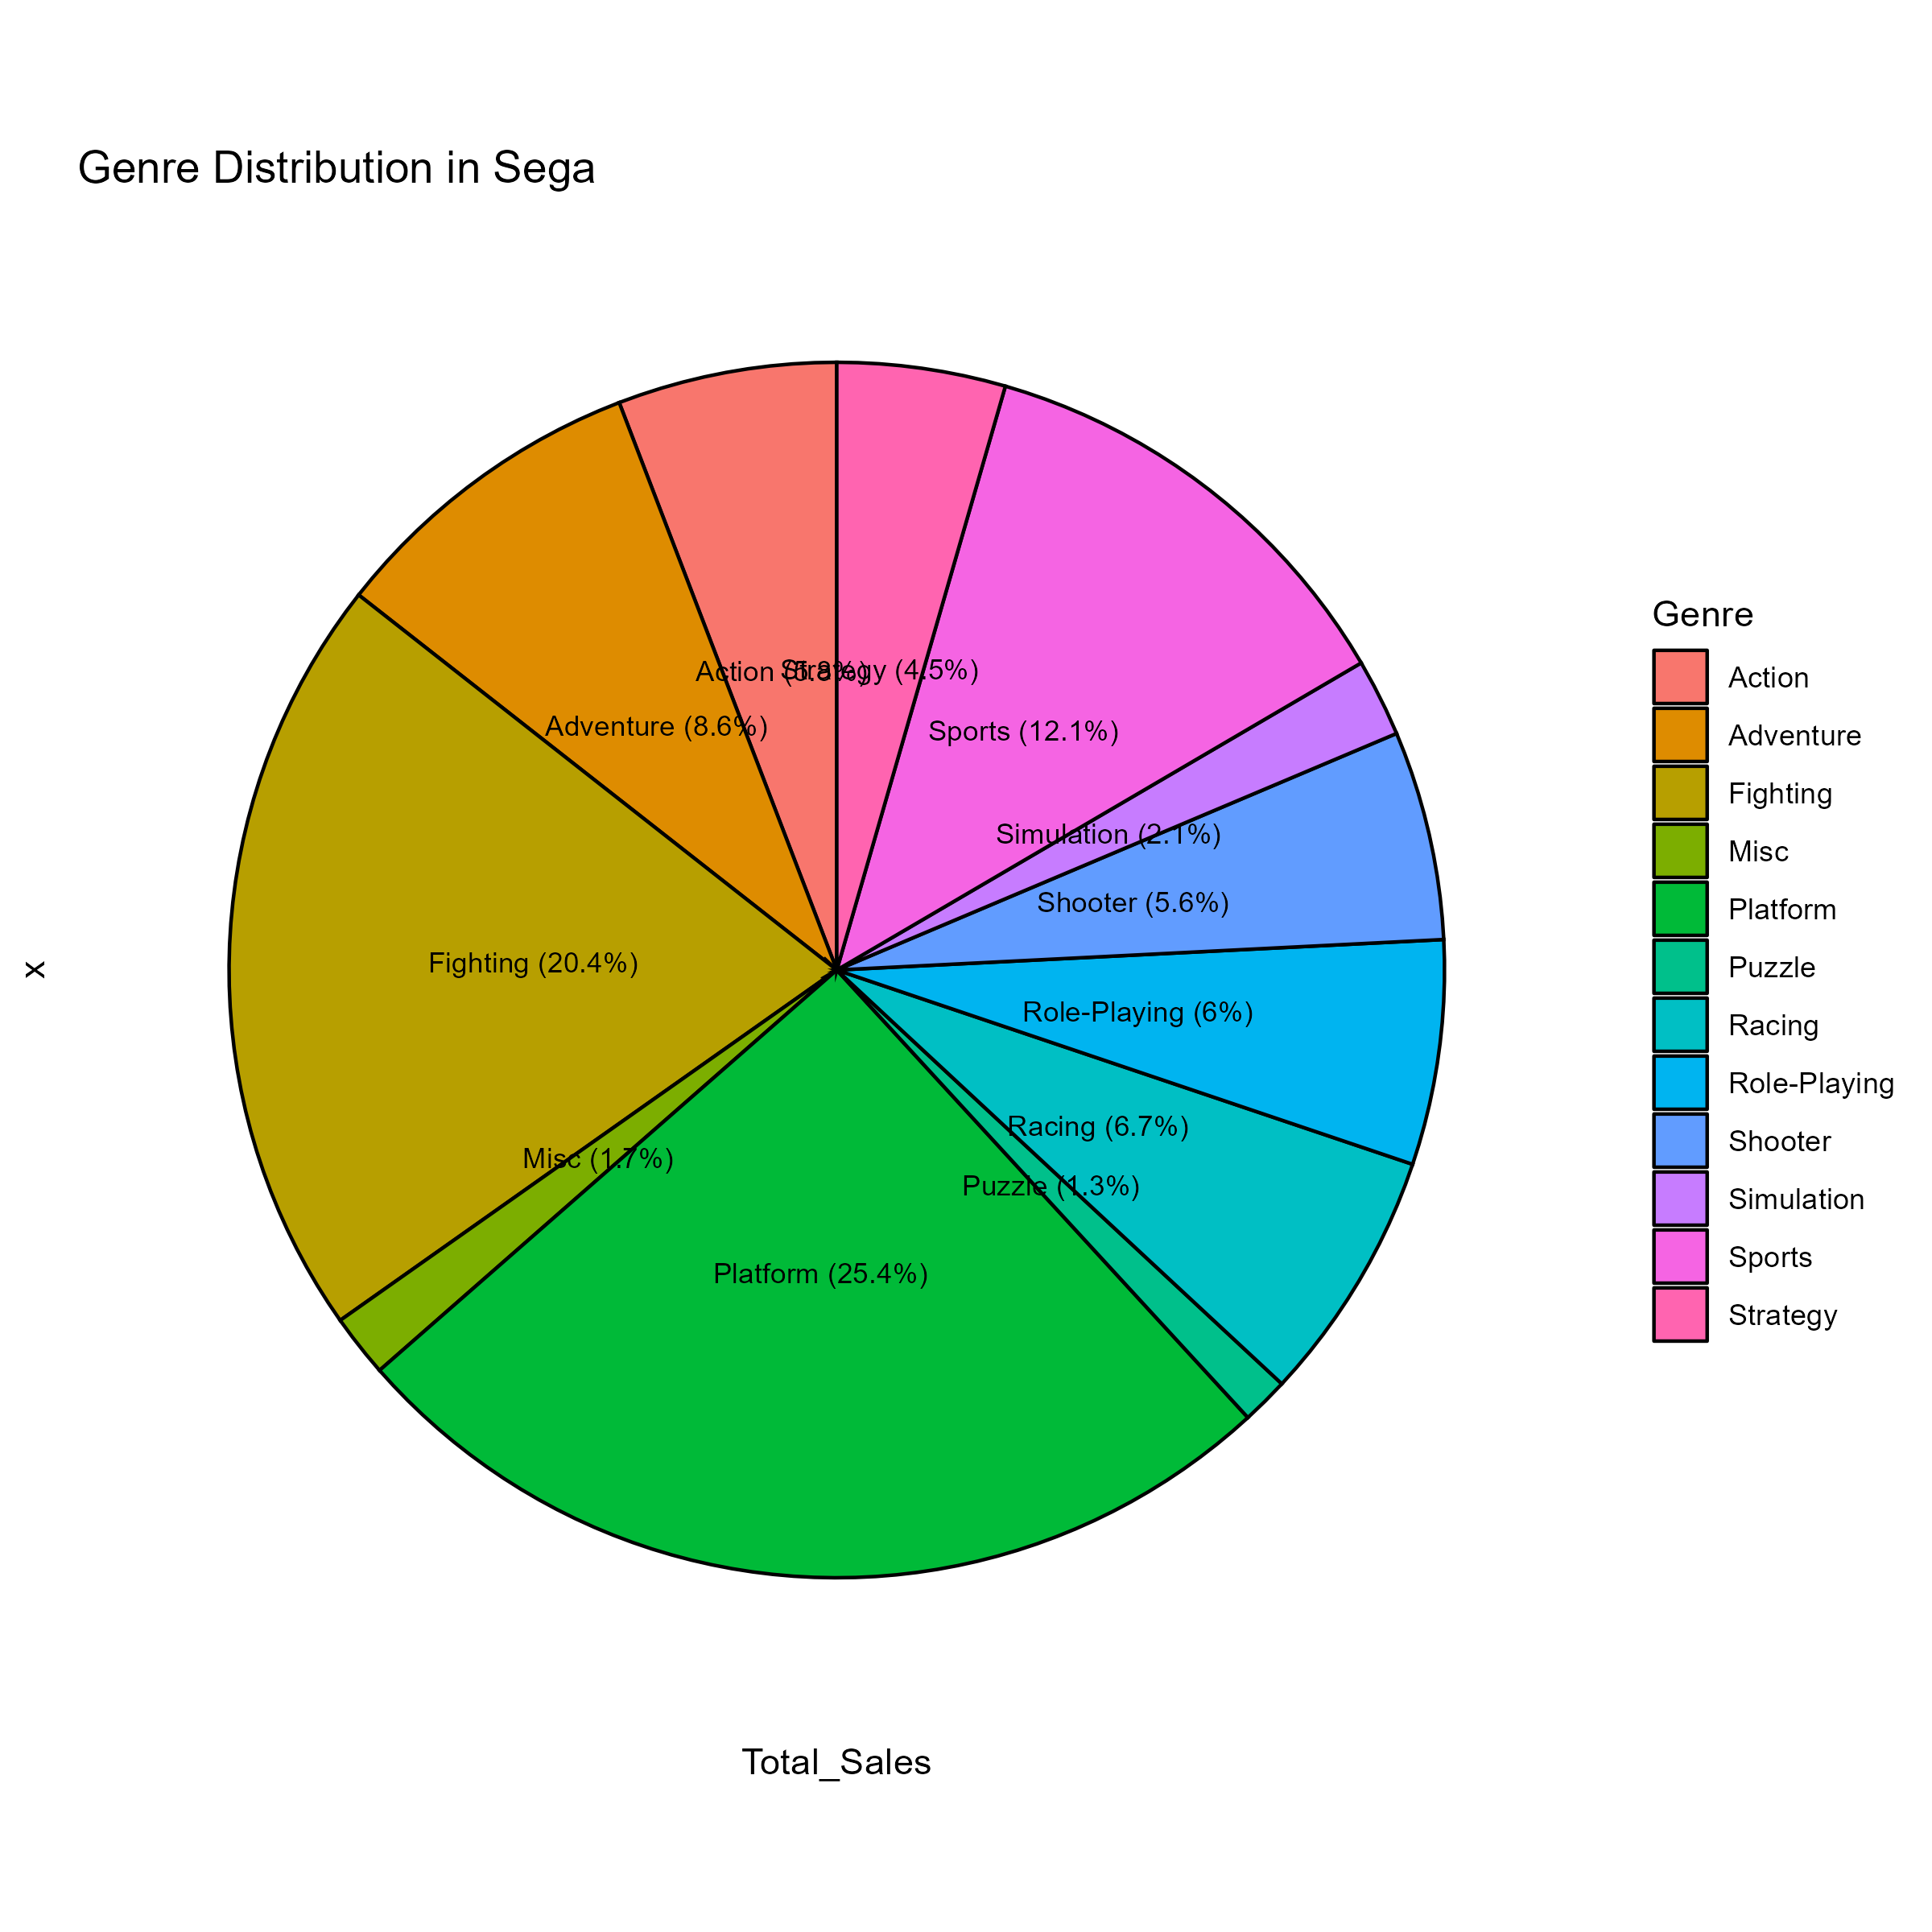 Genre Distribution in Sega
Action (5.8%)
Strategy (4.5%)
Adventure (8.6%)
Sports (12.1%)
Simulation (2.1%)
Shooter (5.6%)
Fighting (20.4%)
Role-Playing (6%)
Racing (6.7%)
Misc (1.7%)
Puzzle (1.3%)
Platform (25.4%)
x
Total_Sales
Genre
Action
Adventure
Fighting
Misc
Platform
Puzzle
Racing
Role-Playing
Shooter
Simulation
Sports
Strategy